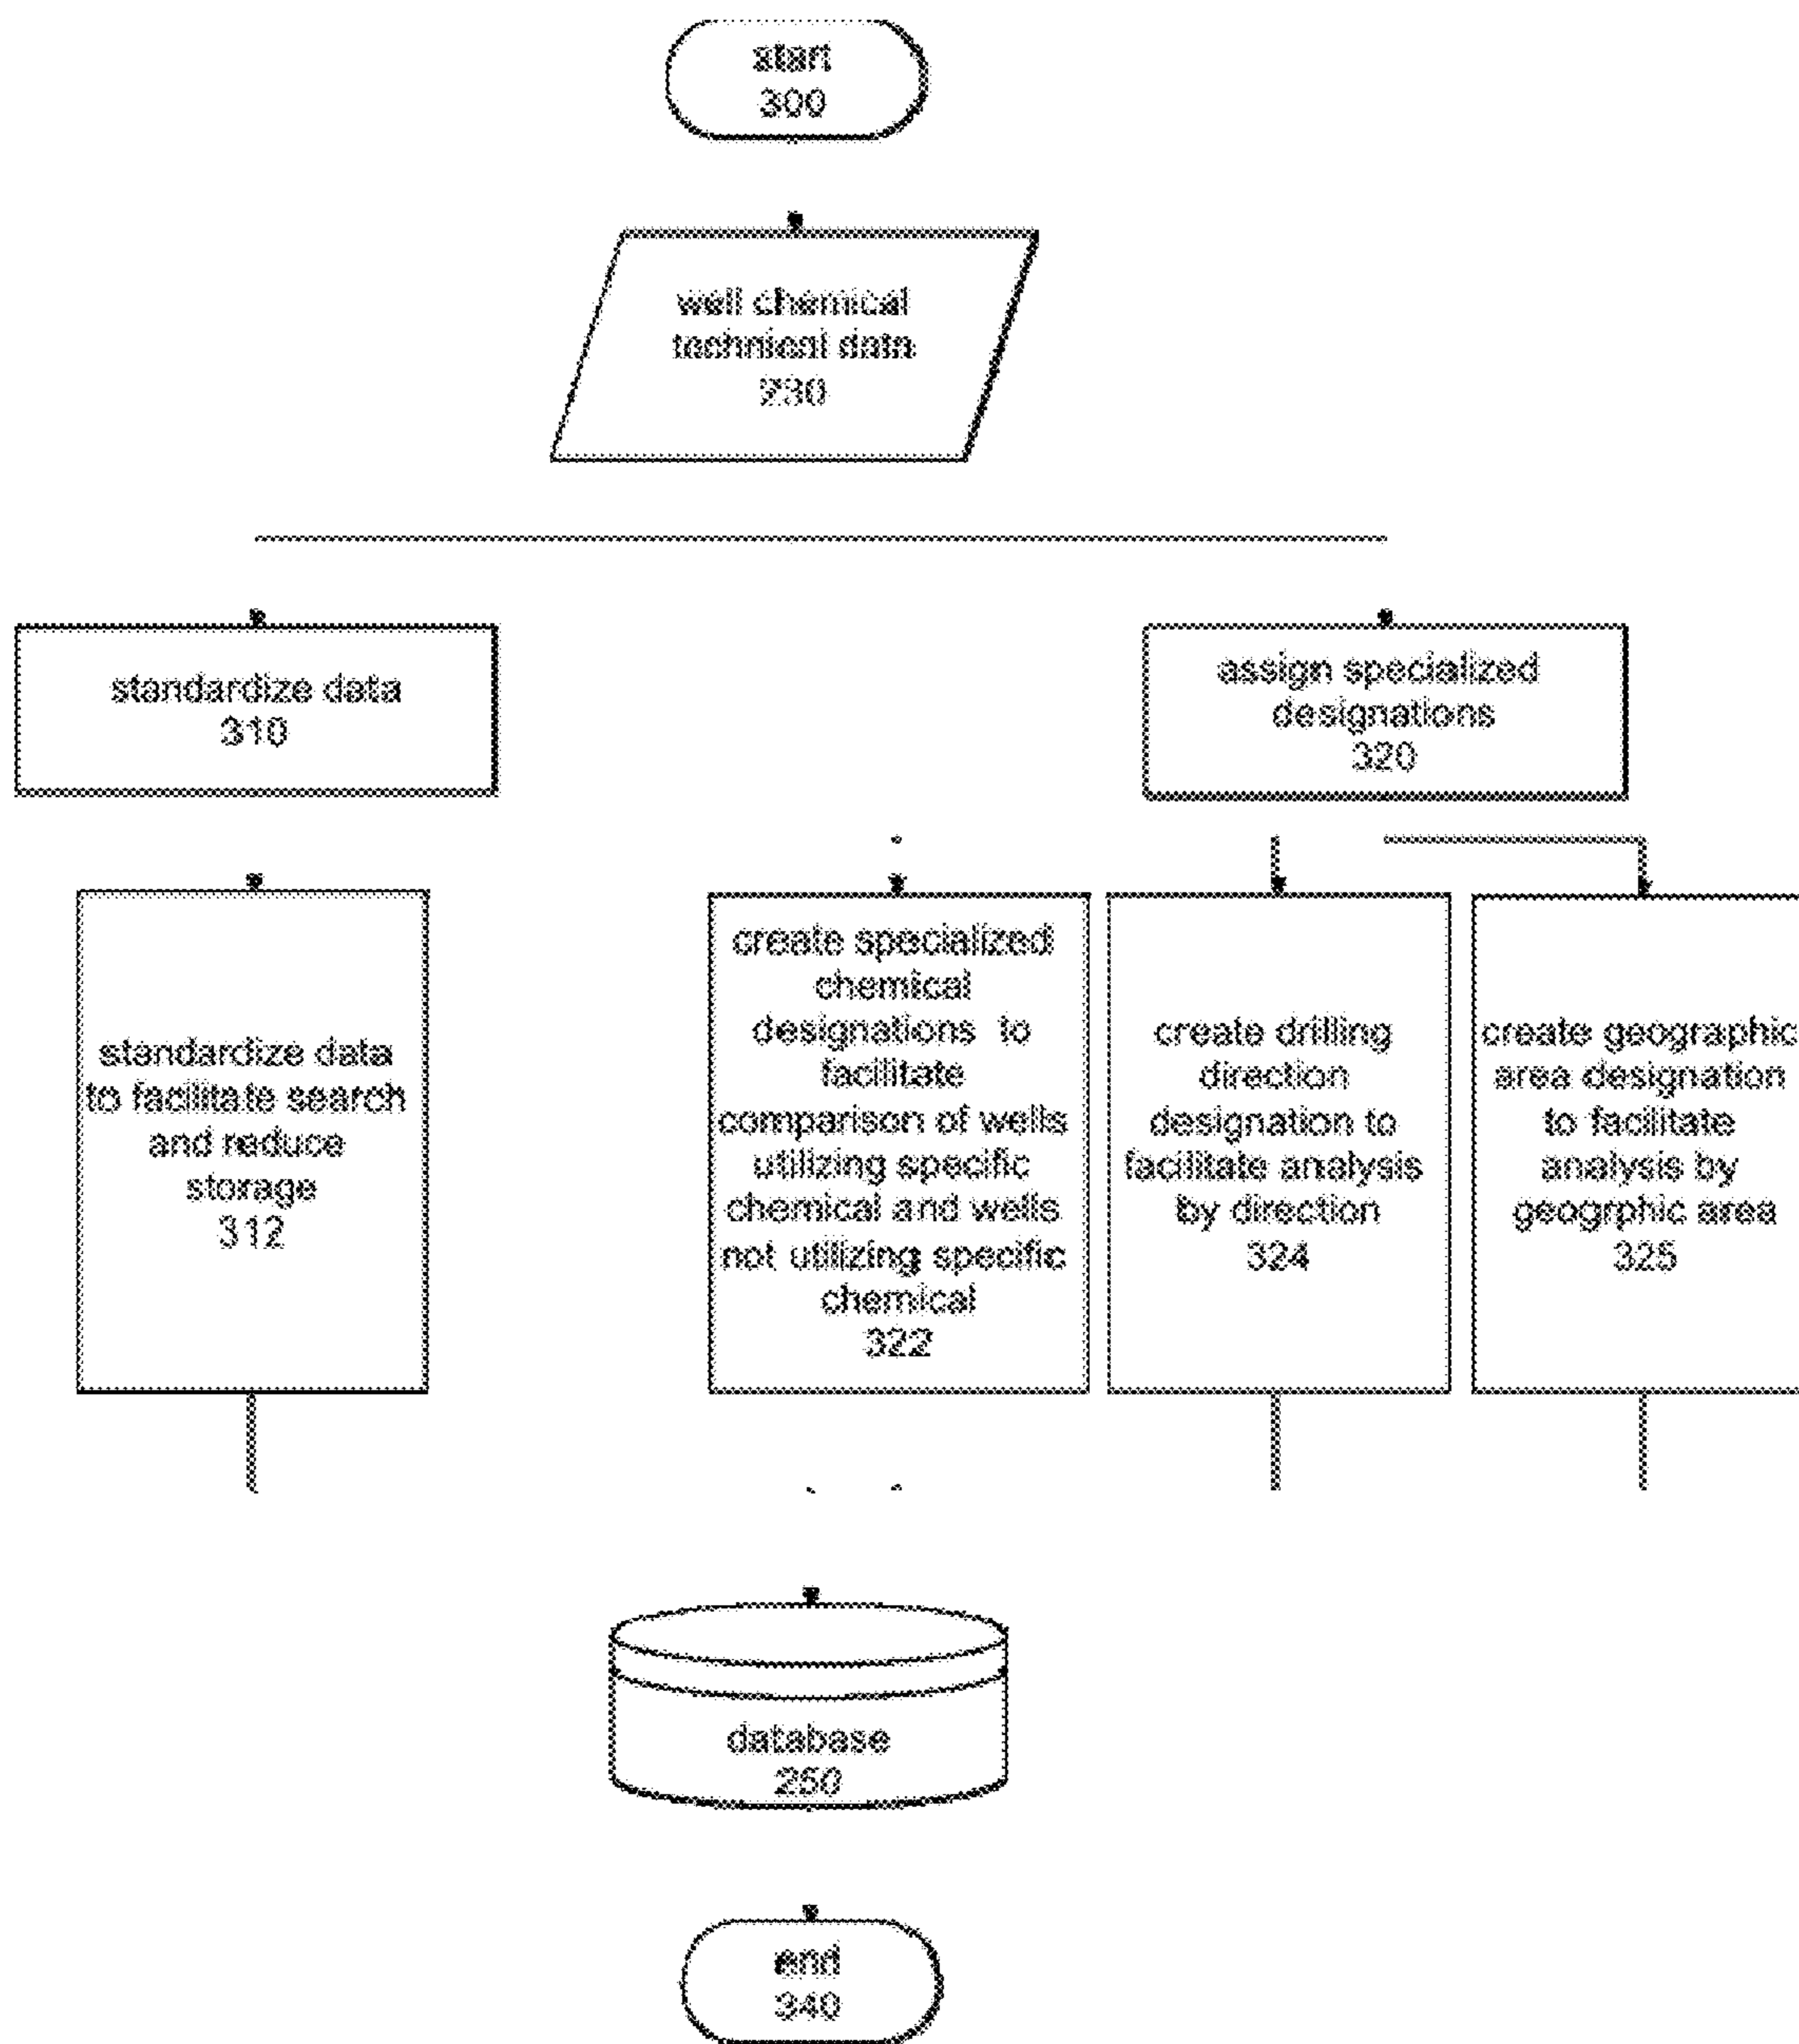 start
300
well chemical
technical data
230
standardize data
310
assign specialized
designations
320
standardize data
to facilitate search
and reduce
storage
312
create specialized
chemical
designations to
facilitate
comparison of wells
utilizing specific
chemical and wells
not utilizing specific
chemical
322
create drilling
direction
designation to
facilitate analysis
by direction
324
create geographic
area designation
to facilitate
analysis by
geogrphic area
325
database
250
end
340